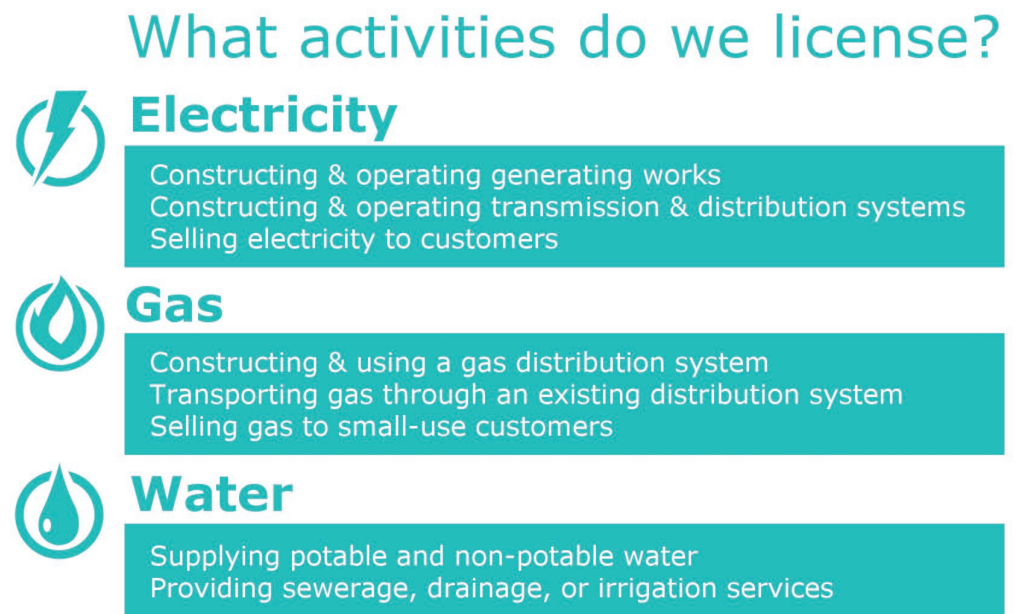 What activities do we license?
Electricity
Constructing & operating generating works
Constructing & operating transmission & distribution systems
Selling electricity to customers
Gas
Constructing & using a gas distribution system
Transporting gas through an existing distribution system
Selling gas to small-use customers
Water
Supplying potable and non-potable water
Providing sewerage, drainage, or irrigation services